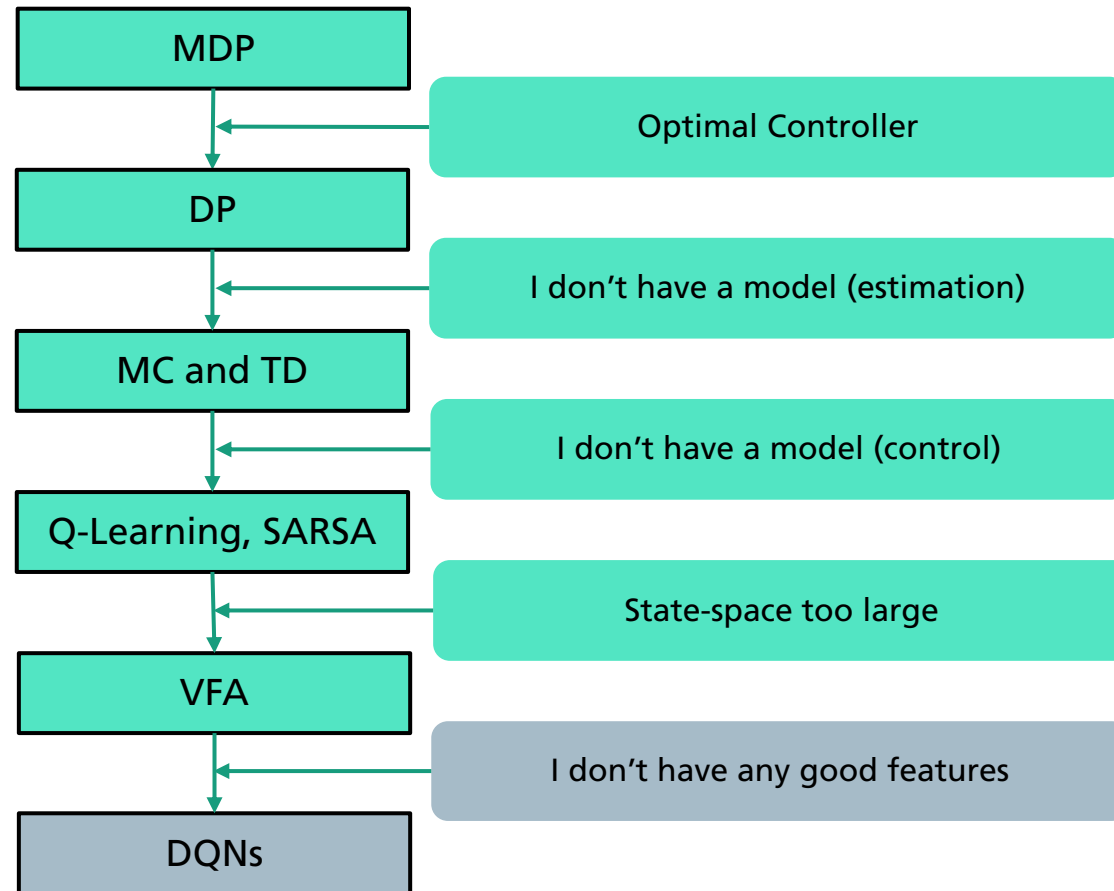 MDP
Optimal Controller
DP
I don’t have a model (estimation)
MC and TD
I don’t have a model (control)
Q-Learning, SARSA
State-space too large
VFA
I don’t have any good features
DQNs